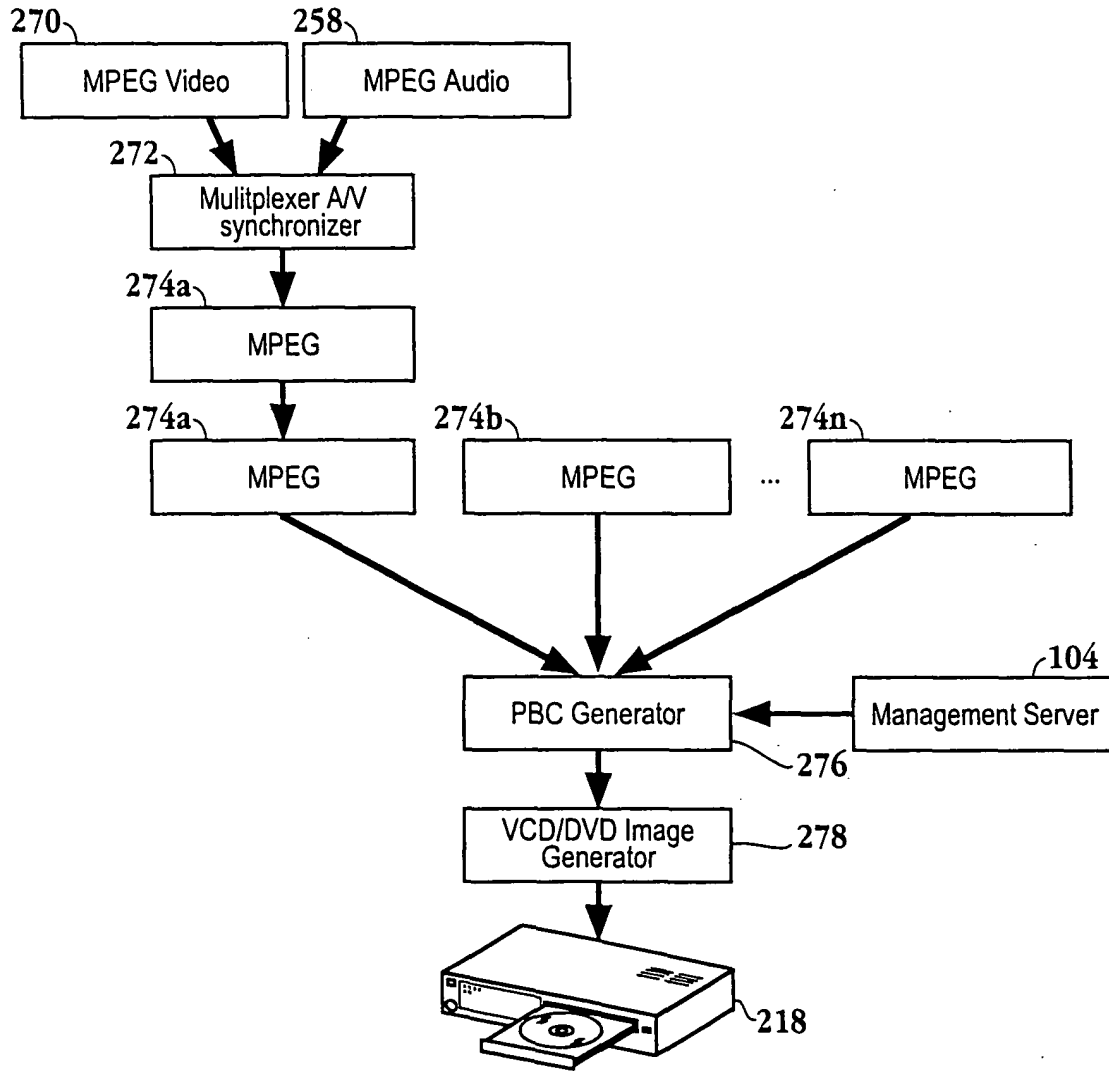 270
258
MPEG Video
MPEG Audio
272
Mulitplexer A/V
synchronizer
274a
MPEG
274a
274b
274n
MPEG
MPEG
...
MPEG
104
PBC Generator
Management Server
276
VCD/DVD Image
Generator
278
218